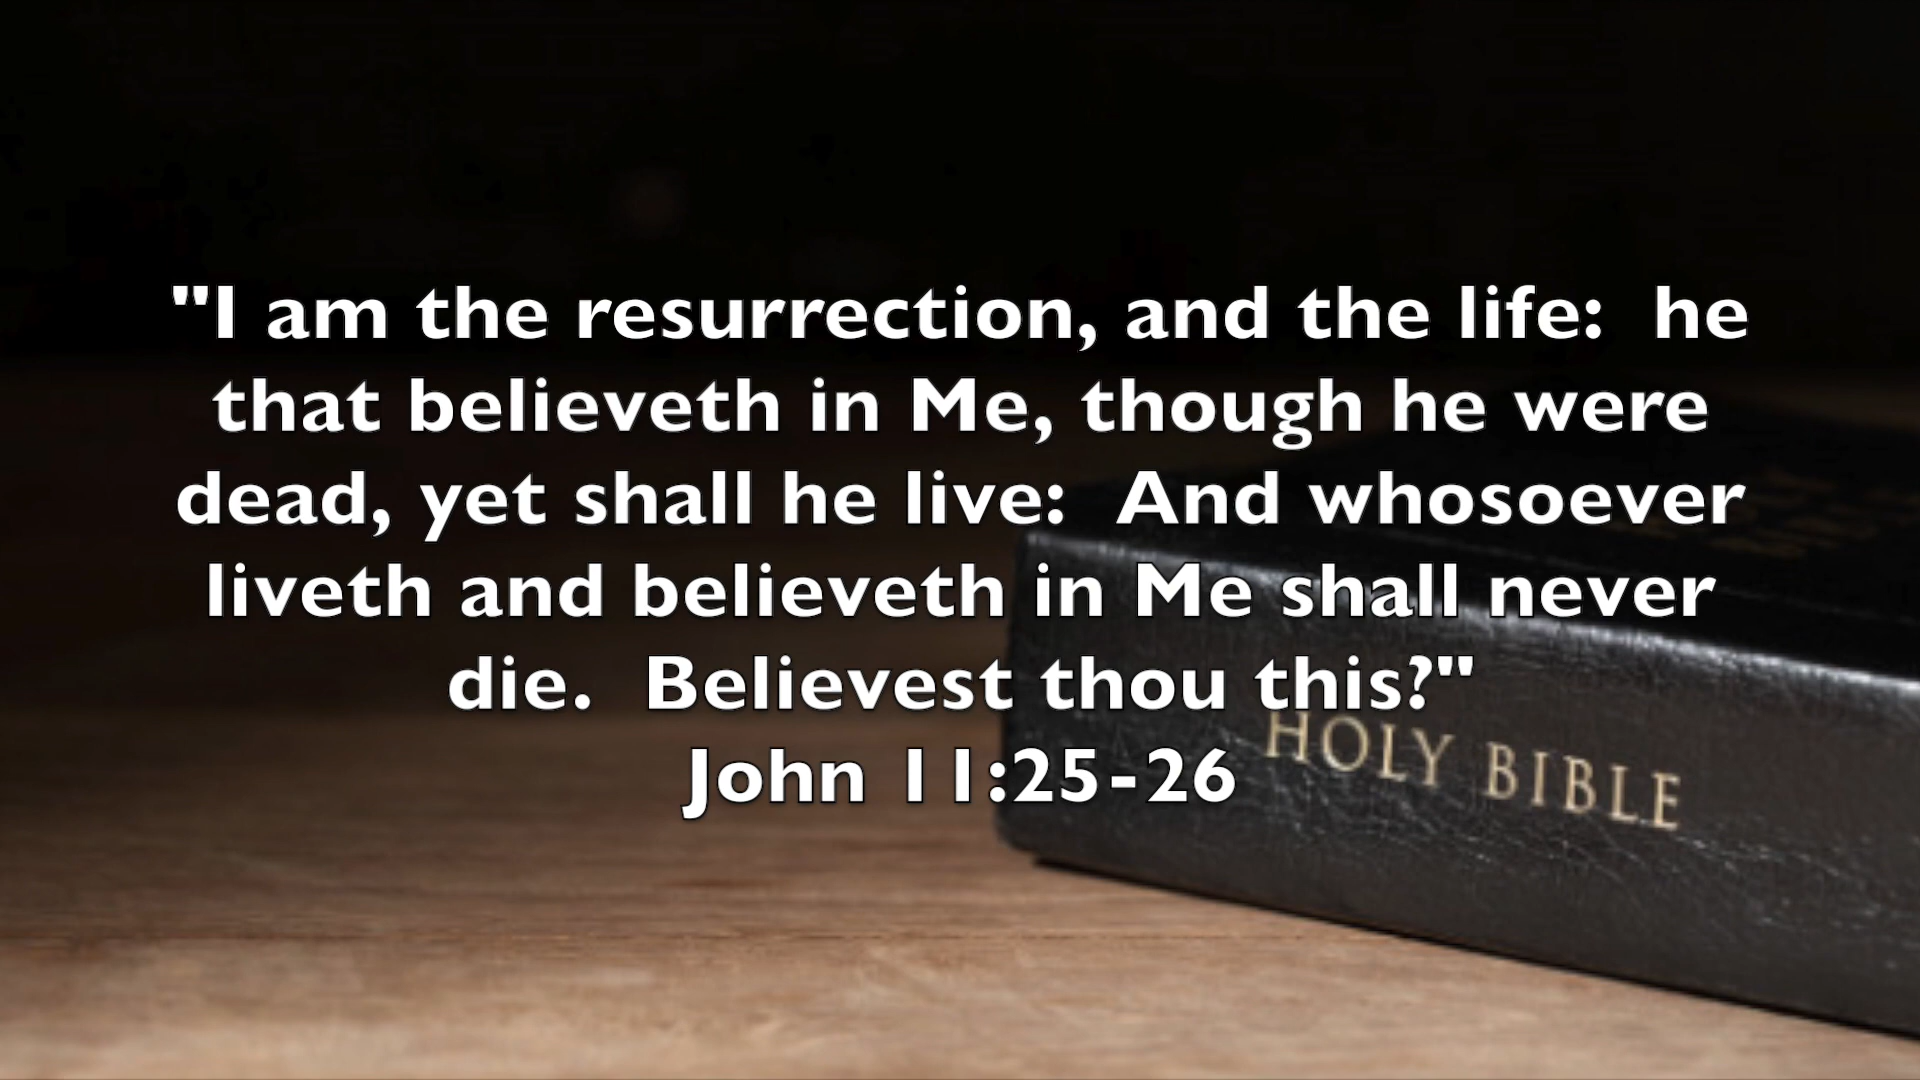 "I am the resurrection, and the life:  he
that believeth in Me, though he were
dead, yet shall he live:  And whosoever
liveth and believeth in Me shall never
die.  Believest thou this?"
John 11:25-26
HOLY BIBLE